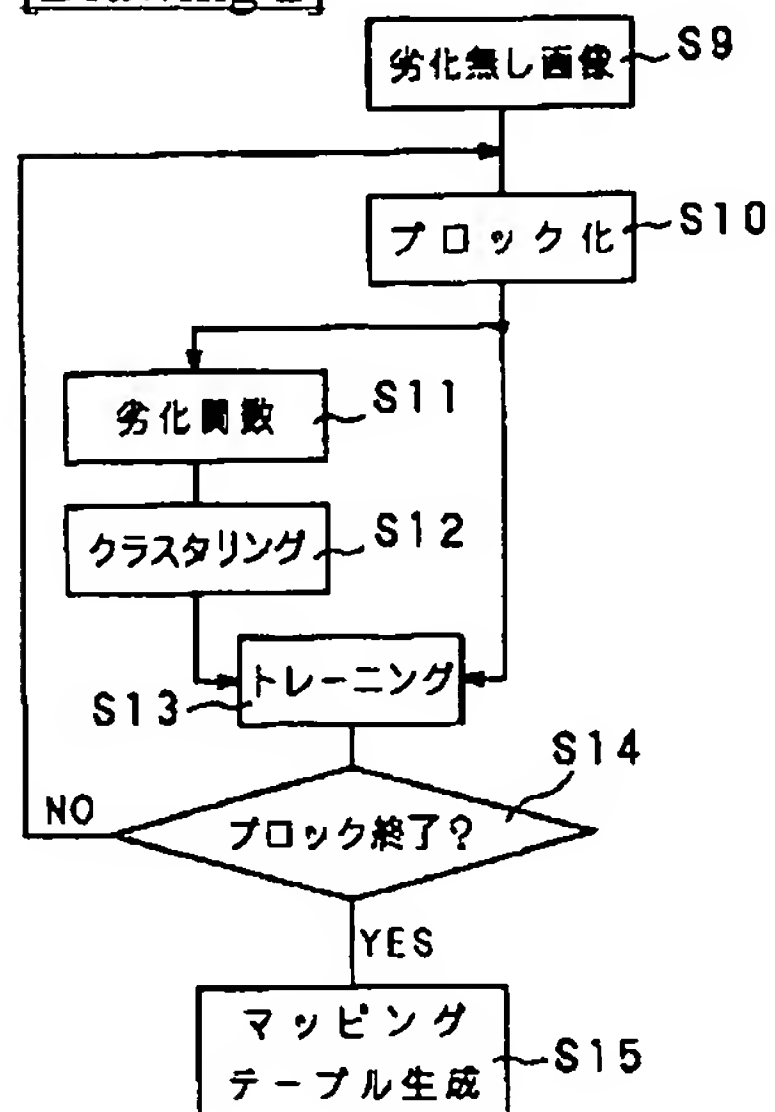 劣化無し画像
S9
ブロック化
S10
劣化関数
S11
クラスタリング
S12
トレーニング
S13
S14
ブロック終了?
NO
YES
マッピング
テーブル生成
S15